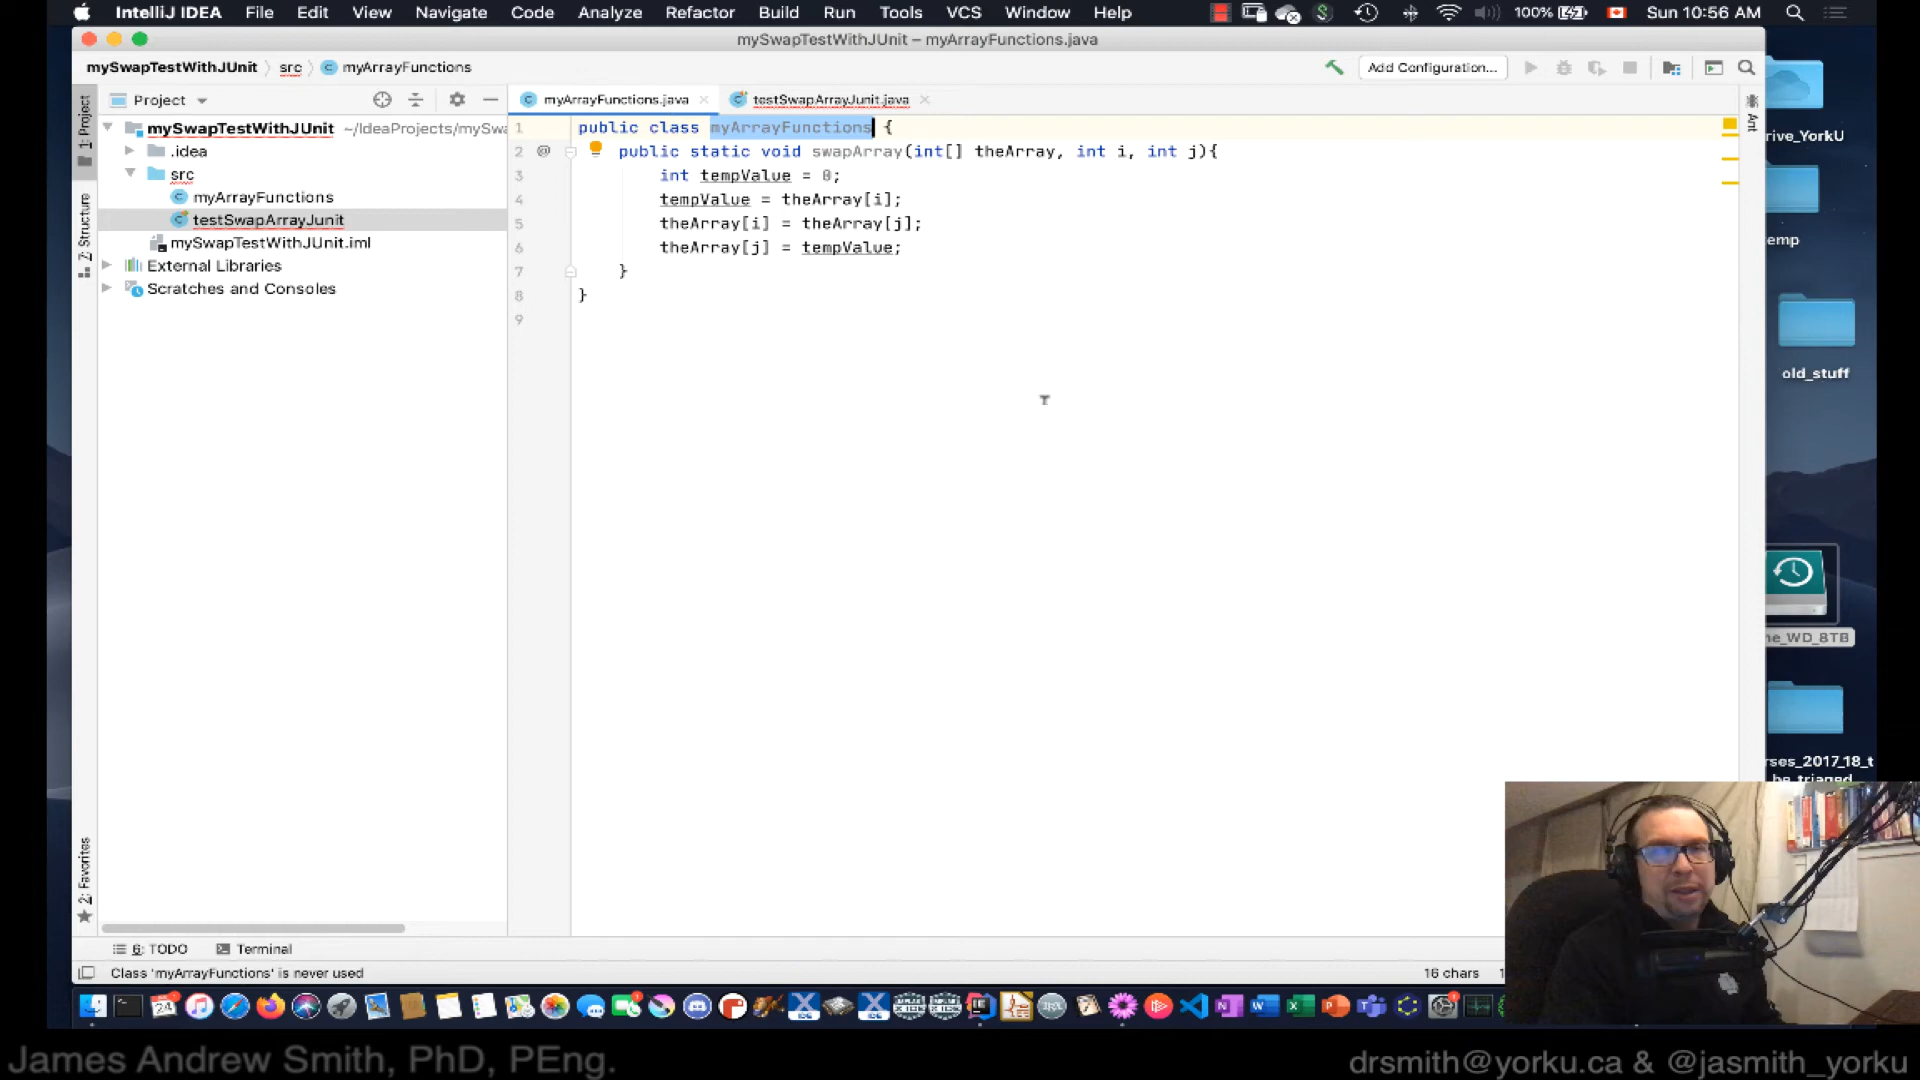 IntelliJ IDEA File Edit View Navigate Code Analyze Refactor Build Run Tools VCS Window Help 100% Sun 10:56 AM
mySwapTestWithJUnit – myArrayFunctions.java
mySwapTestWithJUnit src myArrayFunctions Add Configuration...
Project myArrayFunctions.java testSwapArrayJunit.java
1: Project
Z: Structure
2: Favorites
Ant
mySwapTestWithJUnit ~/IdeaProjects/mySwa
.idea
src
myArrayFunctions
testSwapArrayJunit
mySwapTestWithJUnit.iml
External Libraries
Scratches and Consoles
1 public class myArrayFunctions {
2 @ public static void swapArray(int[] theArray, int i, int j){
3 int tempValue = 0;
4 tempValue = theArray[i];
5 theArray[i] = theArray[j];
6 theArray[j] = tempValue;
7 }
8 }
9
rive_YorkU
emp
old_stuff
ne_WD_8TB
rses_2017_18_t
be_triaged
6: TODO Terminal
Class 'myArrayFunctions' is never used 16 chars
James Andrew Smith, PhD, PEng.
drsmith@yorku.ca & @jasmith_yorku